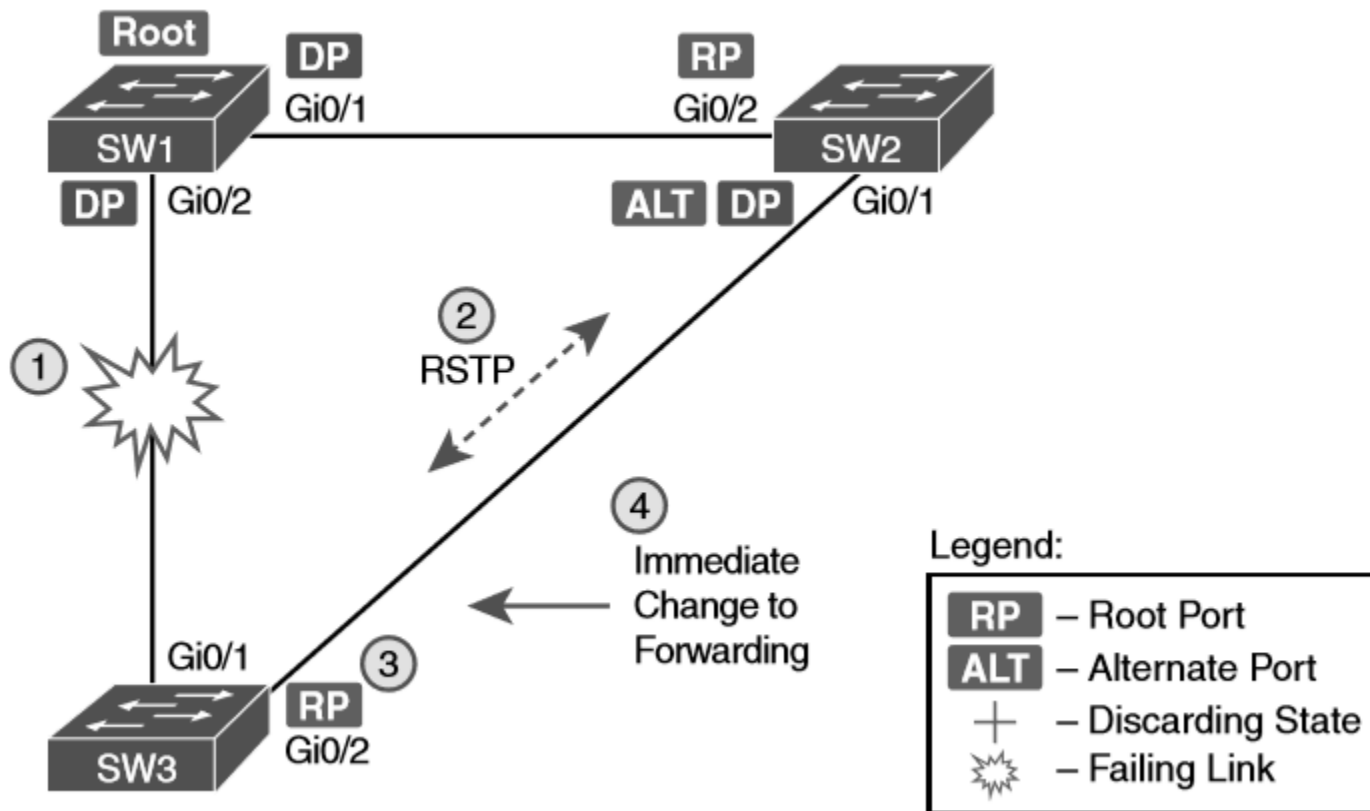 Root
DP
Gi0/1
RP
Gi0/2
SW1
SW2
DP
Gi0/2
ALT
DP
Gi0/1
1
2
RSTP
4
Immediate
Change to
Forwarding
Gi0/1
3
RP
Gi0/2
SW3
Legend:
RP – Root Port
ALT – Alternate Port
– Discarding State
– Failing Link